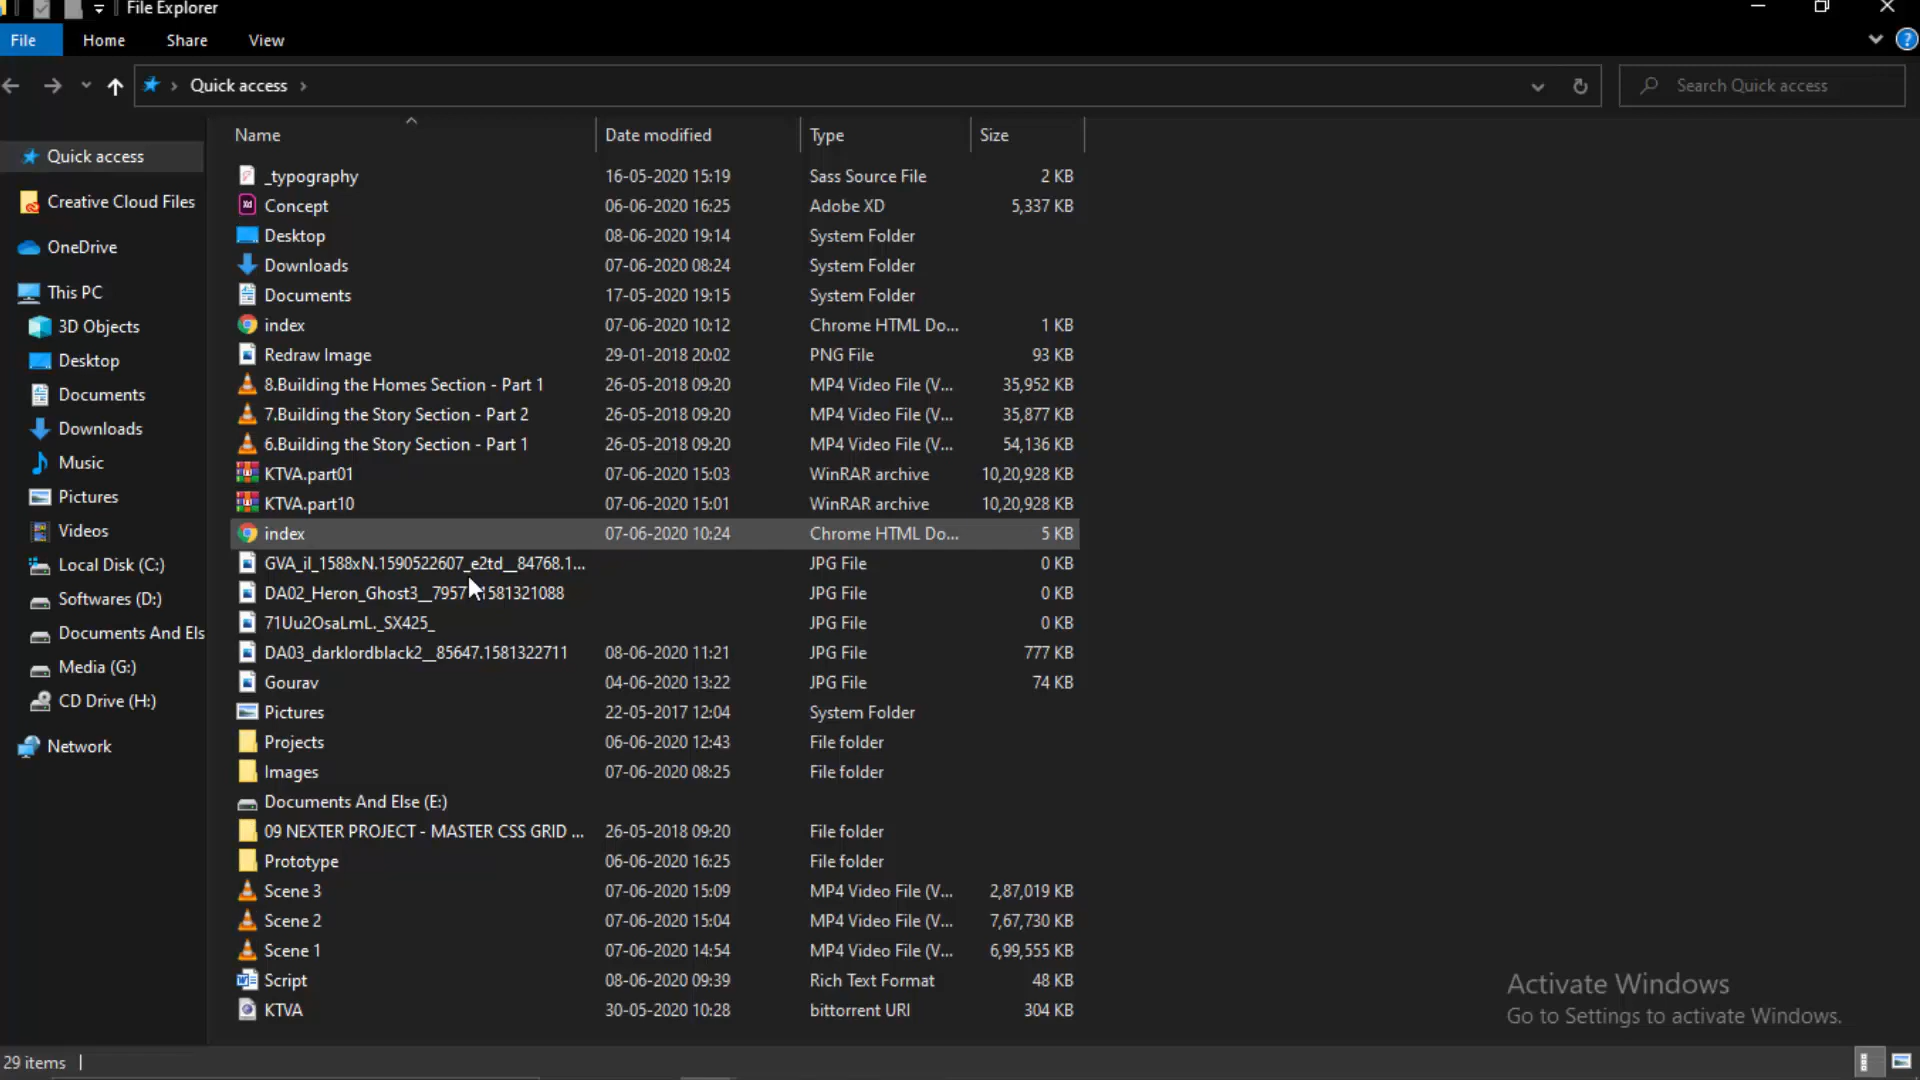 File Explorer
File Home Share View
Quick access
Search Quick access
Name Date modified Type Size
Quick access
Creative Cloud Files
OneDrive
This PC
3D Objects
Desktop
Documents
Downloads
Music
Pictures
Videos
Local Disk (C:)
Softwares (D:)
Documents And Els
Media (G:)
CD Drive (H:)
Network
_typography 16-05-2020 15:19 Sass Source File 2 KB
Concept 06-06-2020 16:25 Adobe XD 5,337 KB
Desktop 08-06-2020 19:14 System Folder
Downloads 07-06-2020 08:24 System Folder
Documents 17-05-2020 19:15 System Folder
index 07-06-2020 10:12 Chrome HTML Do... 1 KB
Redraw Image 29-01-2018 20:02 PNG File 93 KB
8.Building the Homes Section - Part 1 26-05-2018 09:20 MP4 Video File (V... 35,952 KB
7.Building the Story Section - Part 2 26-05-2018 09:20 MP4 Video File (V... 35,877 KB
6.Building the Story Section - Part 1 26-05-2018 09:20 MP4 Video File (V... 54,136 KB
KTVA.part01 07-06-2020 15:03 WinRAR archive 10,20,928 KB
KTVA.part10 07-06-2020 15:01 WinRAR archive 10,20,928 KB
index 07-06-2020 10:24 Chrome HTML Do... 5 KB
GVA_il_1588xN.1590522607_e2td__84768.1... JPG File 0 KB
JPG File 0 KB
71Uu2OsaLmL._SX425_ JPG File 0 KB
DA03_darklordblack2__85647.1581322711 08-06-2020 11:21 JPG File 777 KB
Gourav 04-06-2020 13:22 JPG File 74 KB
Pictures 22-05-2017 12:04 System Folder
Projects 06-06-2020 12:43 File folder
Images 07-06-2020 08:25 File folder
Documents And Else (E:)
09 NEXTER PROJECT - MASTER CSS GRID ... 26-05-2018 09:20 File folder
Prototype 06-06-2020 16:25 File folder
Scene 3 07-06-2020 15:09 MP4 Video File (V... 2,87,019 KB
Scene 2 07-06-2020 15:04 MP4 Video File (V... 7,67,730 KB
Scene 1 07-06-2020 14:54 MP4 Video File (V... 6,99,555 KB
Script 08-06-2020 09:39 Rich Text Format 48 KB
KTVA 30-05-2020 10:28 bittorrent URI 304 KB
Activate Windows
Go to Settings to activate Windows.
29 items